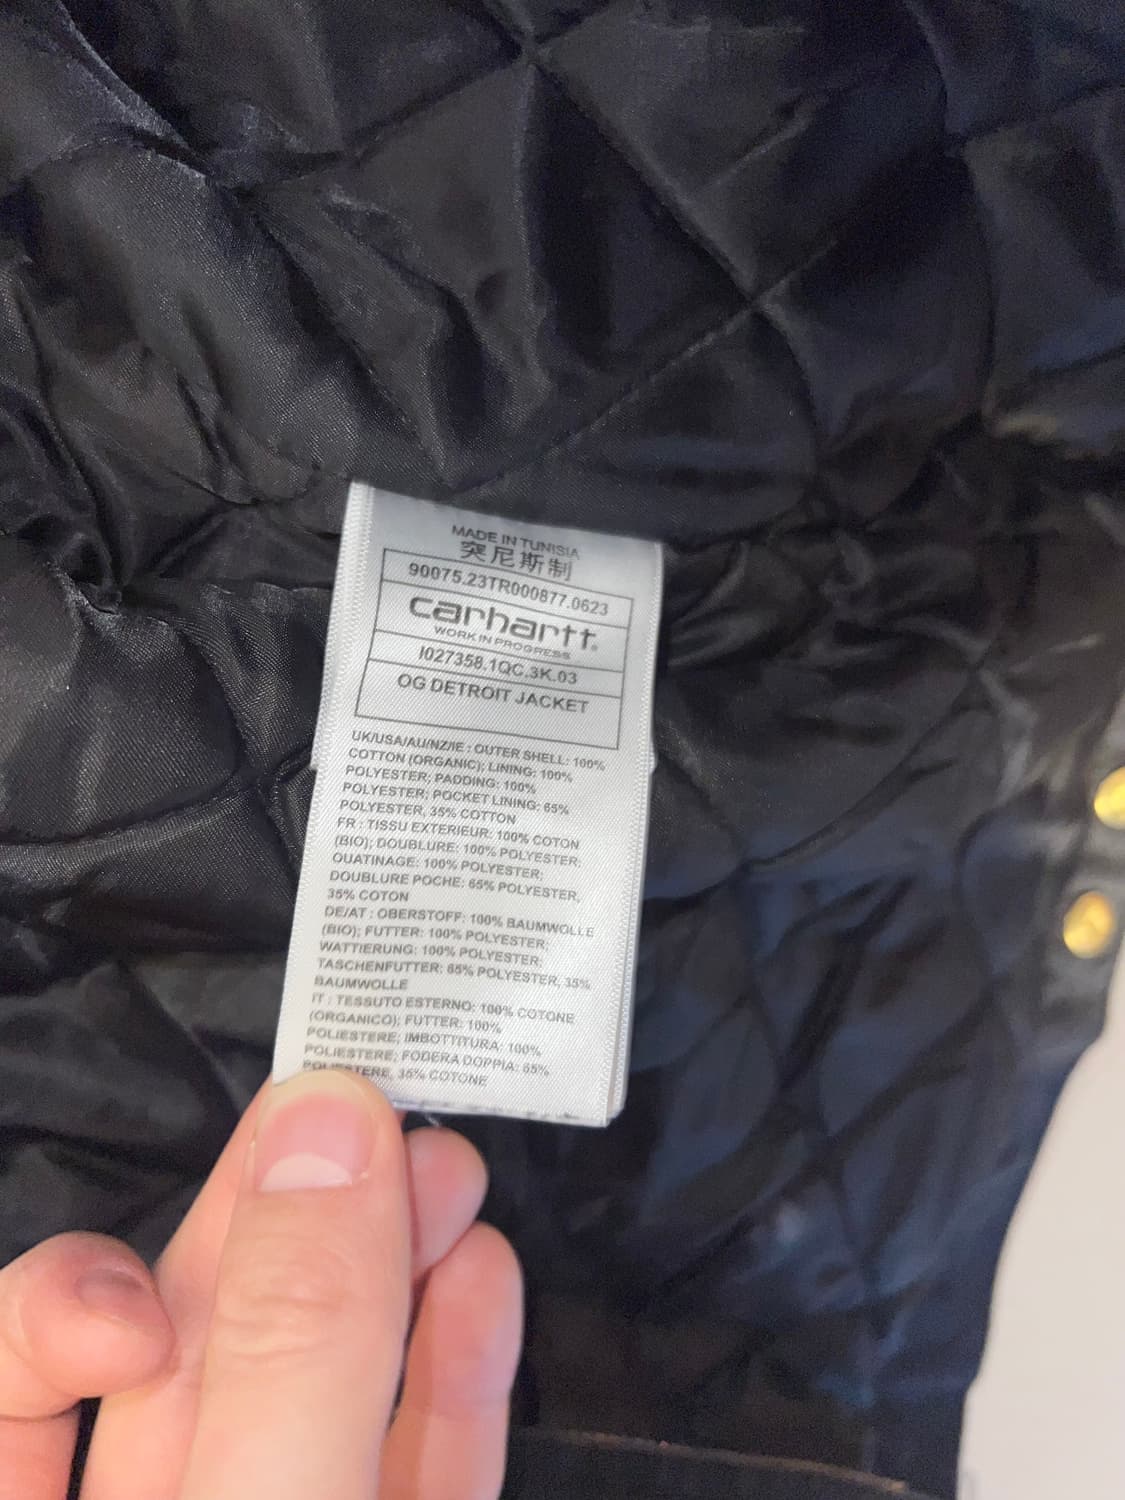 MADE IN TUNISIA
突尼斯制
90075.23TR000877.0623
carhartt®
WORK IN PROGRESS
I027358.1QC.3K.03
OG DETROIT JACKET
UK/USA/AU/NZ/IE : OUTER SHELL: 100%
COTTON (ORGANIC); LINING: 100%
POLYESTER; PADDING: 100%
POLYESTER; POCKET LINING: 65%
POLYESTER, 35% COTTON
FR : TISSU EXTERIEUR: 100% COTON
(BIO); DOUBLURE: 100% POLYESTER;
OUATINAGE: 100% POLYESTER;
DOUBLURE POCHE: 65% POLYESTER,
35% COTON
DE/AT : OBERSTOFF: 100% BAUMWOLLE
(BIO); FUTTER: 100% POLYESTER;
WATTIERUNG: 100% POLYESTER;
TASCHENFUTTER: 65% POLYESTER, 35%
BAUMWOLLE
IT : TESSUTO ESTERNO: 100% COTONE
(ORGANICO); FUTTER: 100%
POLIESTERE; IMBOTTITURA: 100%
POLIESTERE; FODERA DOPPIA: 65%
POLIESTERE, 35% COTONE